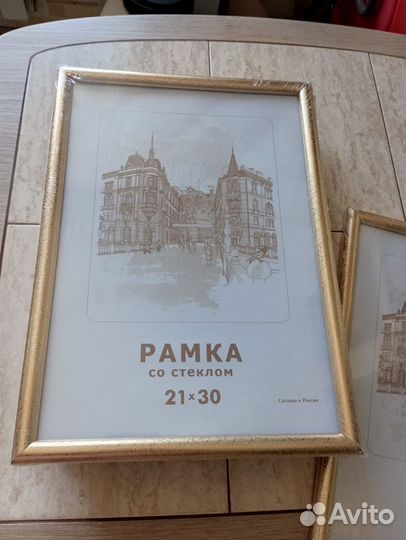 РАМКА
со стеклом
21×30
Сделано в России
Avito